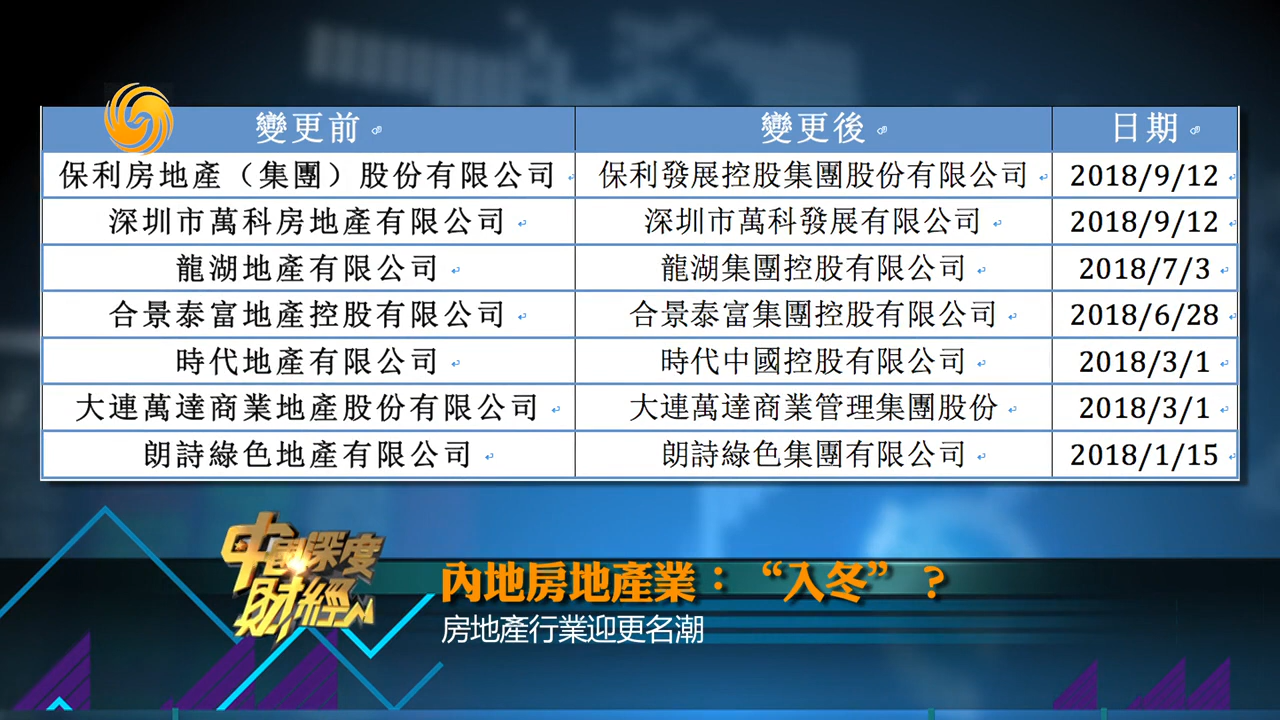 變更前 變更後 日期
保利房地產（集團）股份有限公司 保利發展控股集團股份有限公司 2018/9/12
深圳市萬科房地產有限公司 深圳市萬科發展有限公司 2018/9/12
龍湖地產有限公司 龍湖集團控股有限公司 2018/7/3
合景泰富地產控股有限公司 合景泰富集團控股有限公司 2018/6/28
時代地產有限公司 時代中國控股有限公司 2018/3/1
大連萬達商業地產股份有限公司 大連萬達商業管理集團股份 2018/3/1
朗詩綠色地產有限公司 朗詩綠色集團有限公司 2018/1/15
中國深度
財經
內地房地產業：“入冬”？
房地產行業迎更名潮